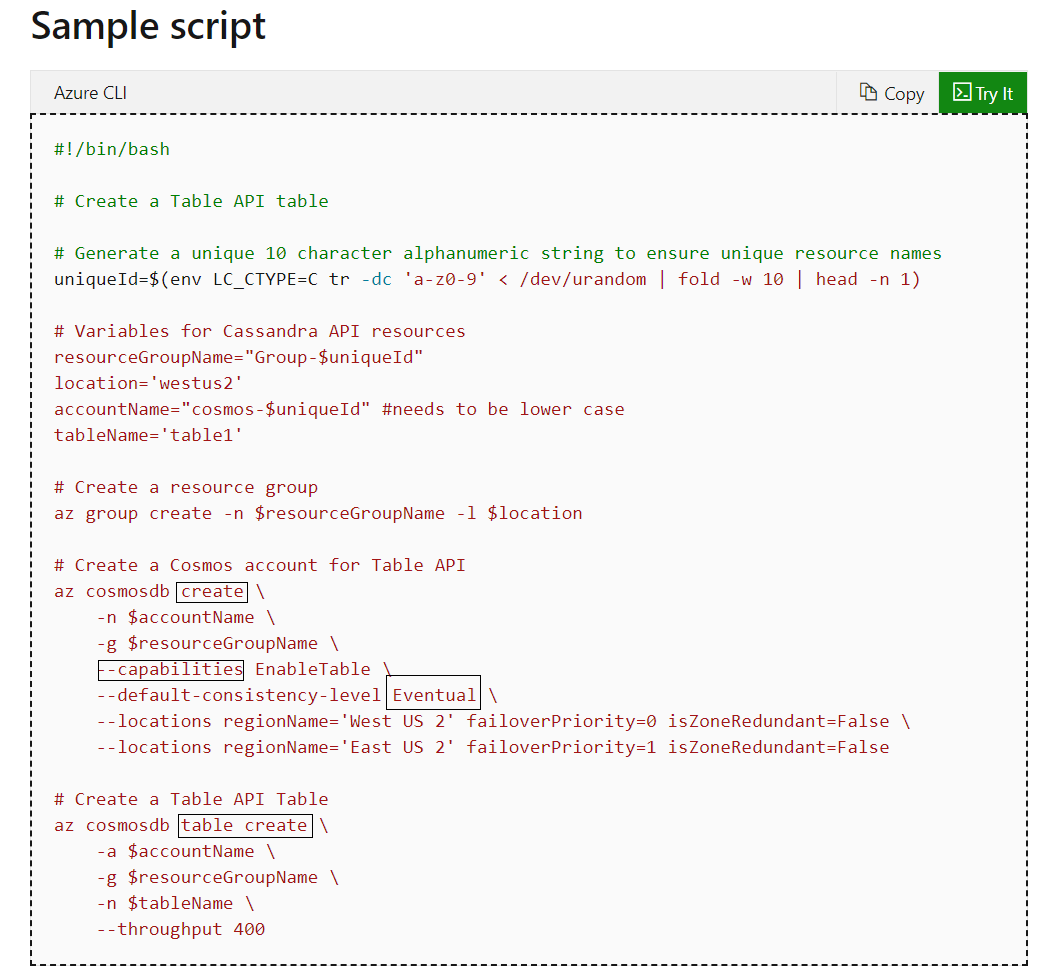 Sample script
Azure CLI
Copy
Try It
#!/bin/bash
# Create a Table API table
# Generate a unique 10 character alphanumeric string to ensure unique resource names
uniqueId=$(env LC_CTYPE=C tr -dc 'a-z0-9' < /dev/urandom | fold -w 10 | head -n 1)
# Variables for Cassandra API resources
resourceGroupName="Group-$uniqueId"
location='westus2'
accountName="cosmos-$uniqueId" #needs to be lower case
tableName='table1'
# Create a resource group
az group create -n $resourceGroupName -l $location
# Create a Cosmos account for Table API
az cosmosdb create \
-n $accountName \
-g $resourceGroupName \
--capabilities EnableTable \
--default-consistency-level Eventual \
--locations regionName='West US 2' failoverPriority=0 isZoneRedundant=False \
--locations regionName='East US 2' failoverPriority=1 isZoneRedundant=False
# Create a Table API Table
az cosmosdb table create \
-a $accountName \
-g $resourceGroupName \
-n $tableName \
--throughput 400